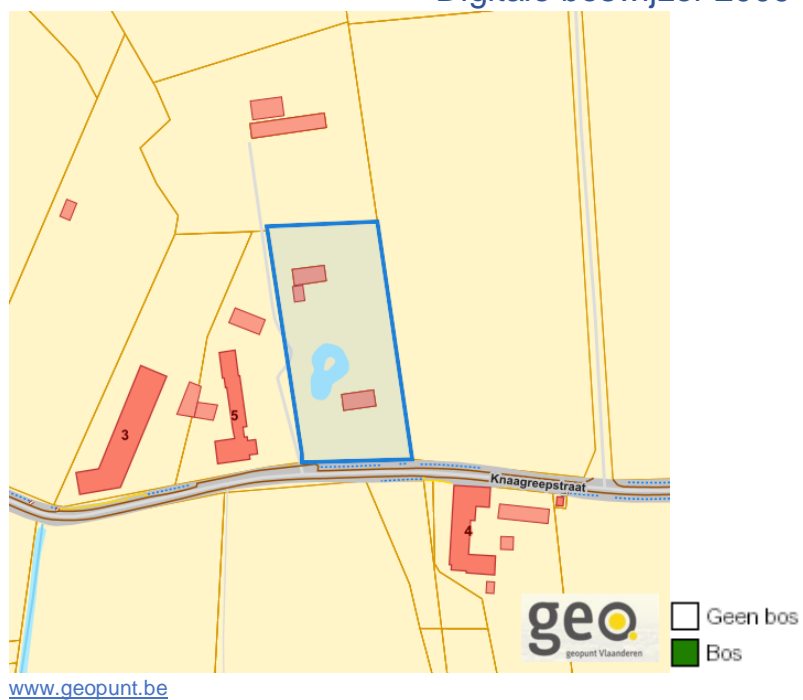 3
5
Knaagreepstraat
4
geo.
geopunt Vlaanderen
Geen bos
Bos
www.geopunt.be